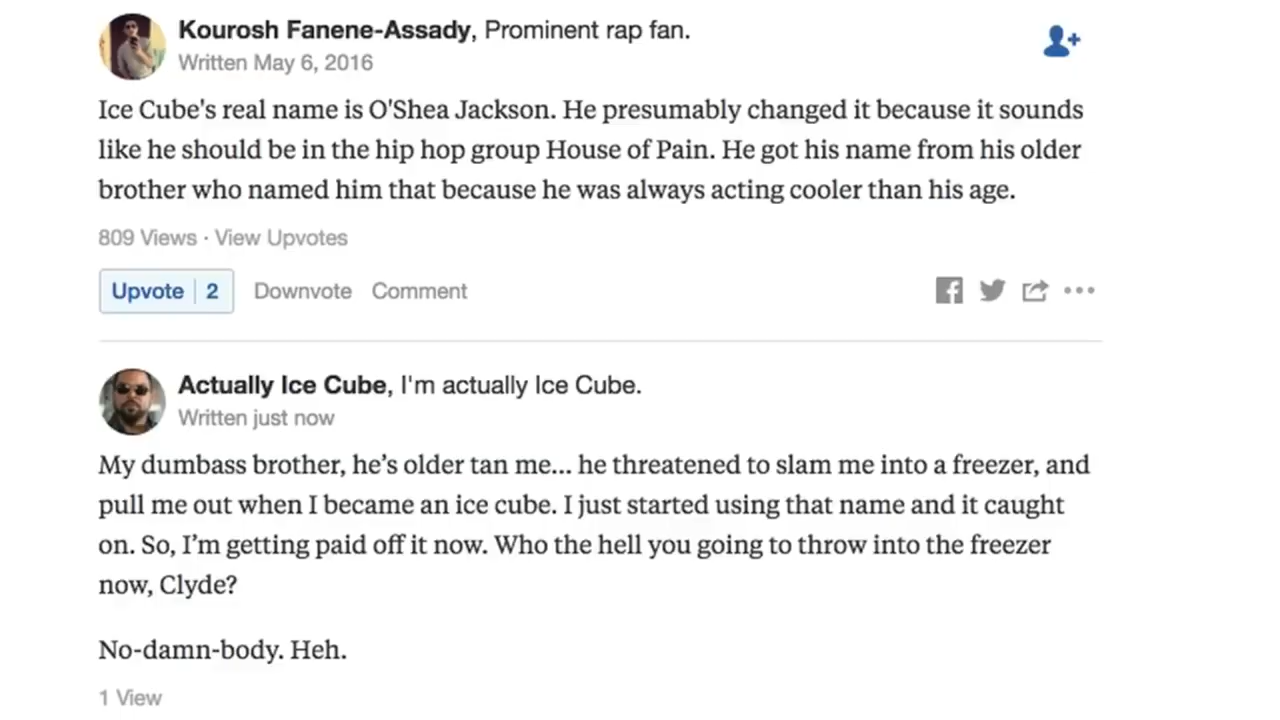 Kourosh Fanene-Assady, Prominent rap fan.
Written May 6, 2016
Ice Cube's real name is O'Shea Jackson. He presumably changed it because it sounds
like he should be in the hip hop group House of Pain. He got his name from his older
brother who named him that because he was always acting cooler than his age.
809 Views · View Upvotes
Upvote 2 Downvote Comment
Actually Ice Cube, I'm actually Ice Cube.
Written just now
My dumbass brother, he’s older tan me... he threatened to slam me into a freezer, and
pull me out when I became an ice cube. I just started using that name and it caught
on. So, I’m getting paid off it now. Who the hell you going to throw into the freezer
now, Clyde?
No-damn-body. Heh.
1 View